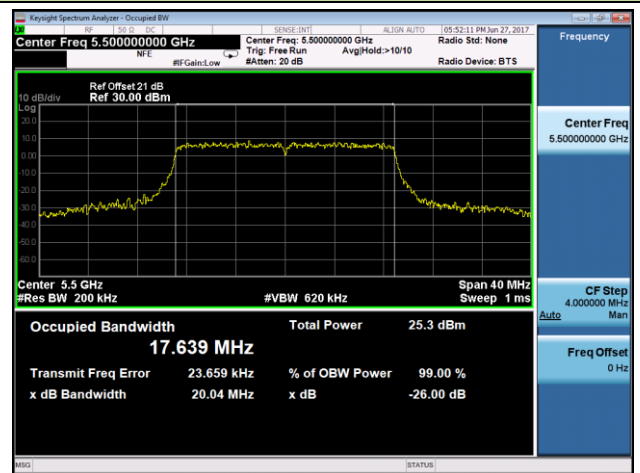 Keysight Spectrum Analyzer - Occupied BW
RF 50 Ω DC SENSE:INT ALIGN AUTO 05:52:11 PM Jun 27, 2017
Center Freq 5.500000000 GHz Center Freq: 5.500000000 GHz Radio Std: None
NFE Trig: Free Run Avg|Hold:>10/10
#IFGain:Low #Atten: 20 dB Radio Device: BTS
Frequency
Ref Offset 21 dB
10 dB/div Ref 30.00 dBm
Log
20.0
10.0
0.00
-10.0
-20.0
-30.0
-40.0
-50.0
-60.0
Center 5.5 GHz Span 40 MHz
#Res BW 200 kHz #VBW 620 kHz Sweep 1 ms
Occupied Bandwidth Total Power 25.3 dBm
17.639 MHz
Transmit Freq Error 23.659 kHz % of OBW Power 99.00 %
x dB Bandwidth 20.04 MHz x dB -26.00 dB
Center Freq
5.500000000 GHz
CF Step
4.000000 MHz
Auto Man
Freq Offset
0 Hz
MSG STATUS